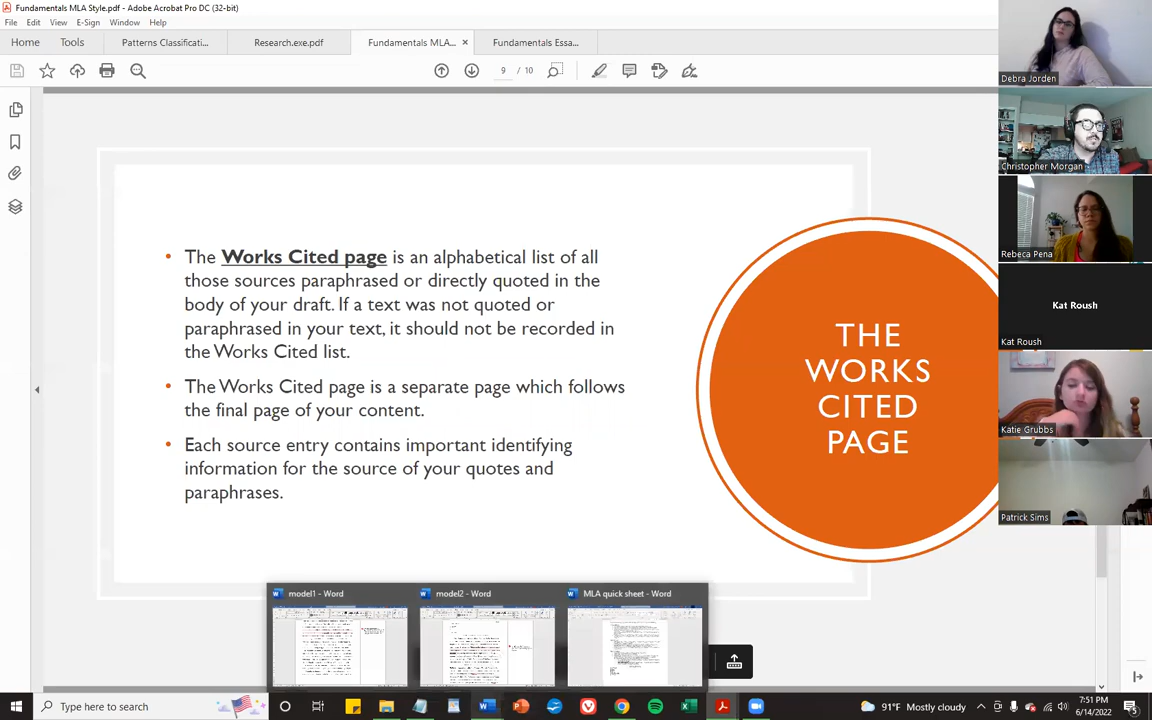 Fundamentals MLA Style.pdf - Adobe Acrobat Pro DC (32-bit)
File Edit View E-Sign Window Help
Home Tools Patterns Classificati... Research.exe.pdf Fundamentals MLA... × Fundamentals Essa...
9 / 10
The Works Cited page is an alphabetical list of all
those sources paraphrased or directly quoted in the
body of your draft. If a text was not quoted or
paraphrased in your text, it should not be recorded in
the Works Cited list.
The Works Cited page is a separate page which follows
the final page of your content.
Each source entry contains important identifying
information for the source of your quotes and
paraphrases.
THE
WORKS
CITED
PAGE
Debra Jorden
Christopher Morgan
Rebeca Pena
Kat Roush
Kat Roush
Katie Grubbs
Patrick Sims
model1 - Word
model2 - Word
MLA quick sheet - Word
Type here to search
91°F Mostly cloudy
7:51 PM
6/14/2022